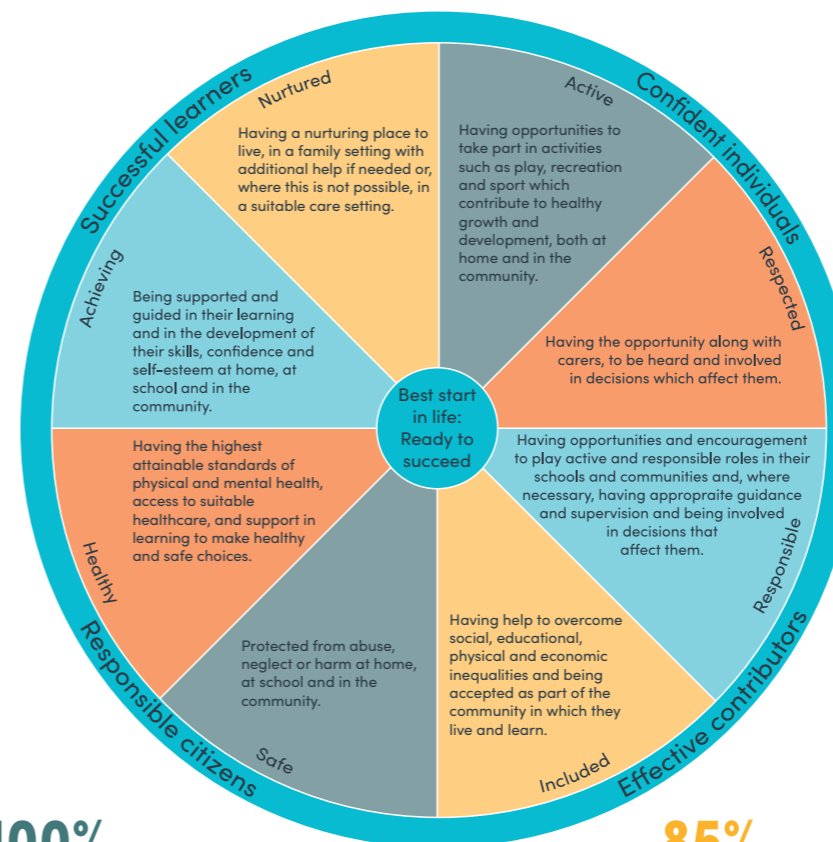 Successful learners
Confident individuals
Nurtured
Having a nurturing place to
live, in a family setting with
additional help if needed or,
where this is not possible, in
a suitable care setting.
Active
Having opportunities to
take part in activities
such as play, recreation
and sport which
contribute to healthy
growth and
development, both at
home and in the
community.
Achieving
Being supported and
guided in their learning
and in the development of
their skills, confidence and
self-esteem at home, at
school and in the
community.
Respected
Having the opportunity along with
carers, to be heard and involved
in decisions which affect them.
Best start
in life:
Ready to
succeed
Healthy
Having the highest
attainable standards of
physical and mental health,
access to suitable
healthcare, and support in
learning to make healthy
and safe choices.
Having opportunities and encouragement
to play active and responsible roles in their
schools and communities and, where
necessary, having appropraite guidance
and supervision and being involved
in decisions that
affect them.
Responsible
Protected from abuse,
neglect or harm at home,
at school and in the
community.
Safe
Having help to overcome
social, educational,
physical and economic
inequalities and being
accepted as part of the
community in which they
live and learn.
Included
Responsible citizens
Effective contributors
100%
85%